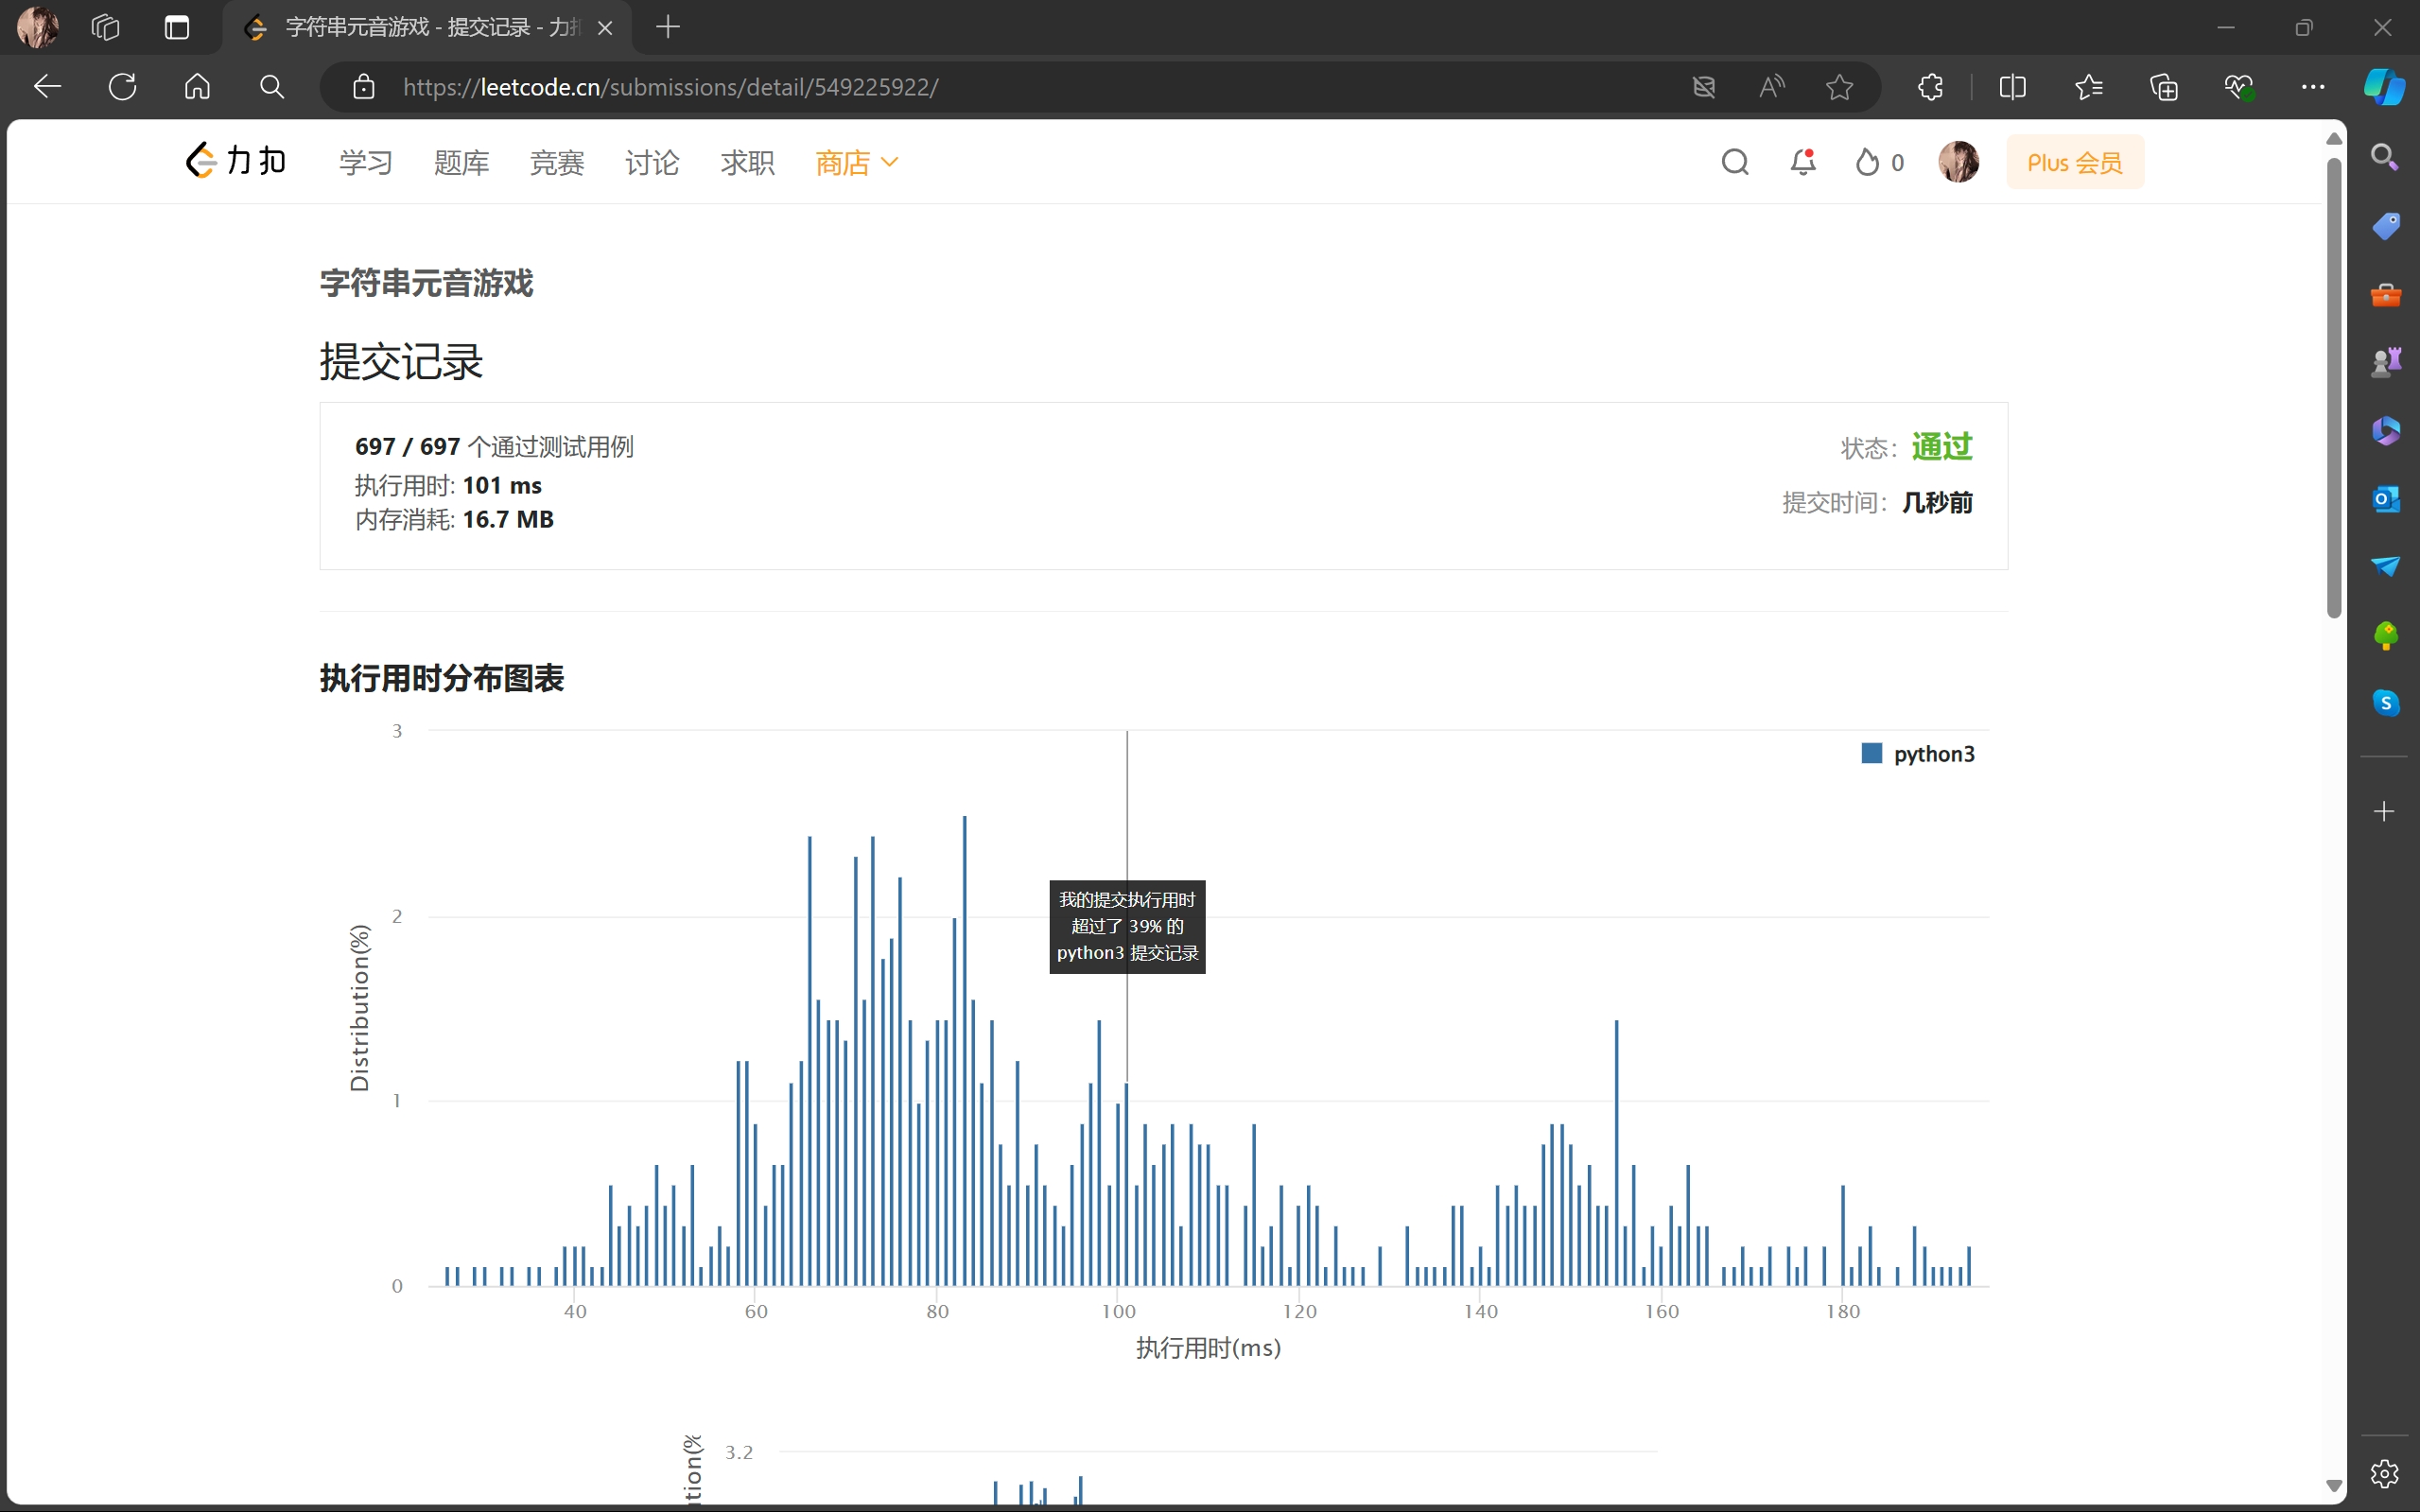 字符串元音游戏 - 提交记录 - 力扣
https://leetcode.cn/submissions/detail/549225922/
力扣 学习 题库 竞赛 讨论 求职 商店 0 Plus 会员
字符串元音游戏
提交记录
697 / 697 个通过测试用例
状态: 通过
执行用时: 101 ms
提交时间: 几秒前
内存消耗: 16.7 MB
执行用时分布图表
python3
3
2
1
0
Distribution(%)
我的提交执行用时
超过了 39% 的
python3 提交记录
40 60 80 100 120 140 160 180
执行用时(ms)
3.2